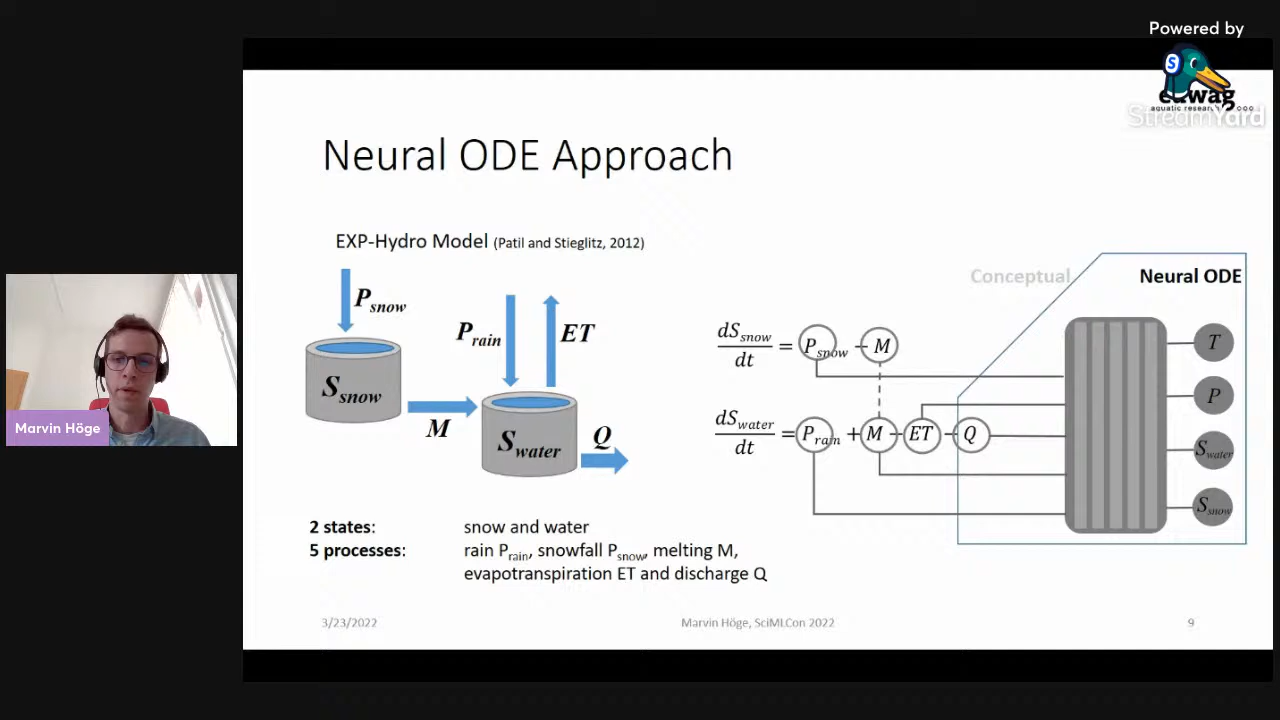 Powered by
eawag
aquatic research
StreamYard
Neural ODE Approach
EXP-Hydro Model (Patil and Stieglitz, 2012)
P_snow
P_rain
ET
S_snow
M
S_water
Q
Conceptual
Neural ODE
dS_snow/dt = P_snow − M
dS_water/dt = P_rain + M − ET − Q
T
P
S_water
S_snow
2 states: snow and water
5 processes: rain P_rain, snowfall P_snow, melting M,
evapotranspiration ET and discharge Q
3/23/2022 Marvin Höge, SciMLCon 2022 9
Marvin Höge